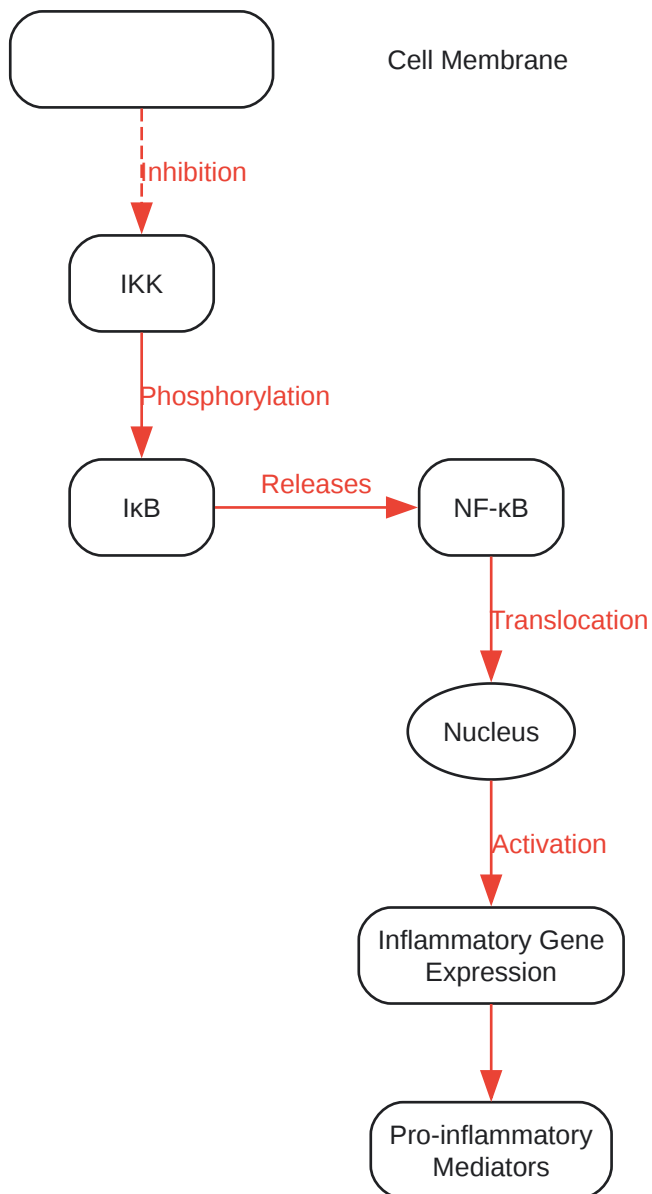 Cell Membrane
Inhibition
IKK
Phosphorylation
IκB
Releases
NF-κB
Translocation
Nucleus
Activation
Inflammatory Gene
Expression
Pro-inflammatory
Mediators